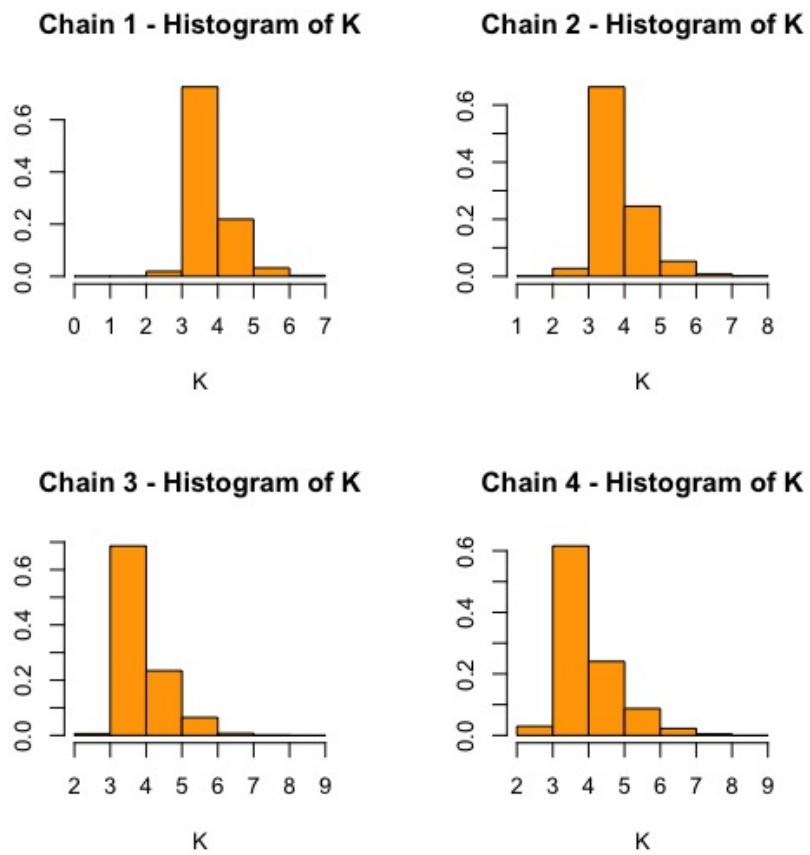 Chain 1 - Histogram of K
0.6
0.4
0.2
0.0
0 1 2 3 4 5 6 7
K
Chain 2 - Histogram of K
0.6
0.4
0.2
0.0
1 2 3 4 5 6 7 8
K
Chain 3 - Histogram of K
0.6
0.4
0.2
0.0
2 3 4 5 6 7 8 9
K
Chain 4 - Histogram of K
0.6
0.4
0.2
0.0
2 3 4 5 6 7 8 9
K